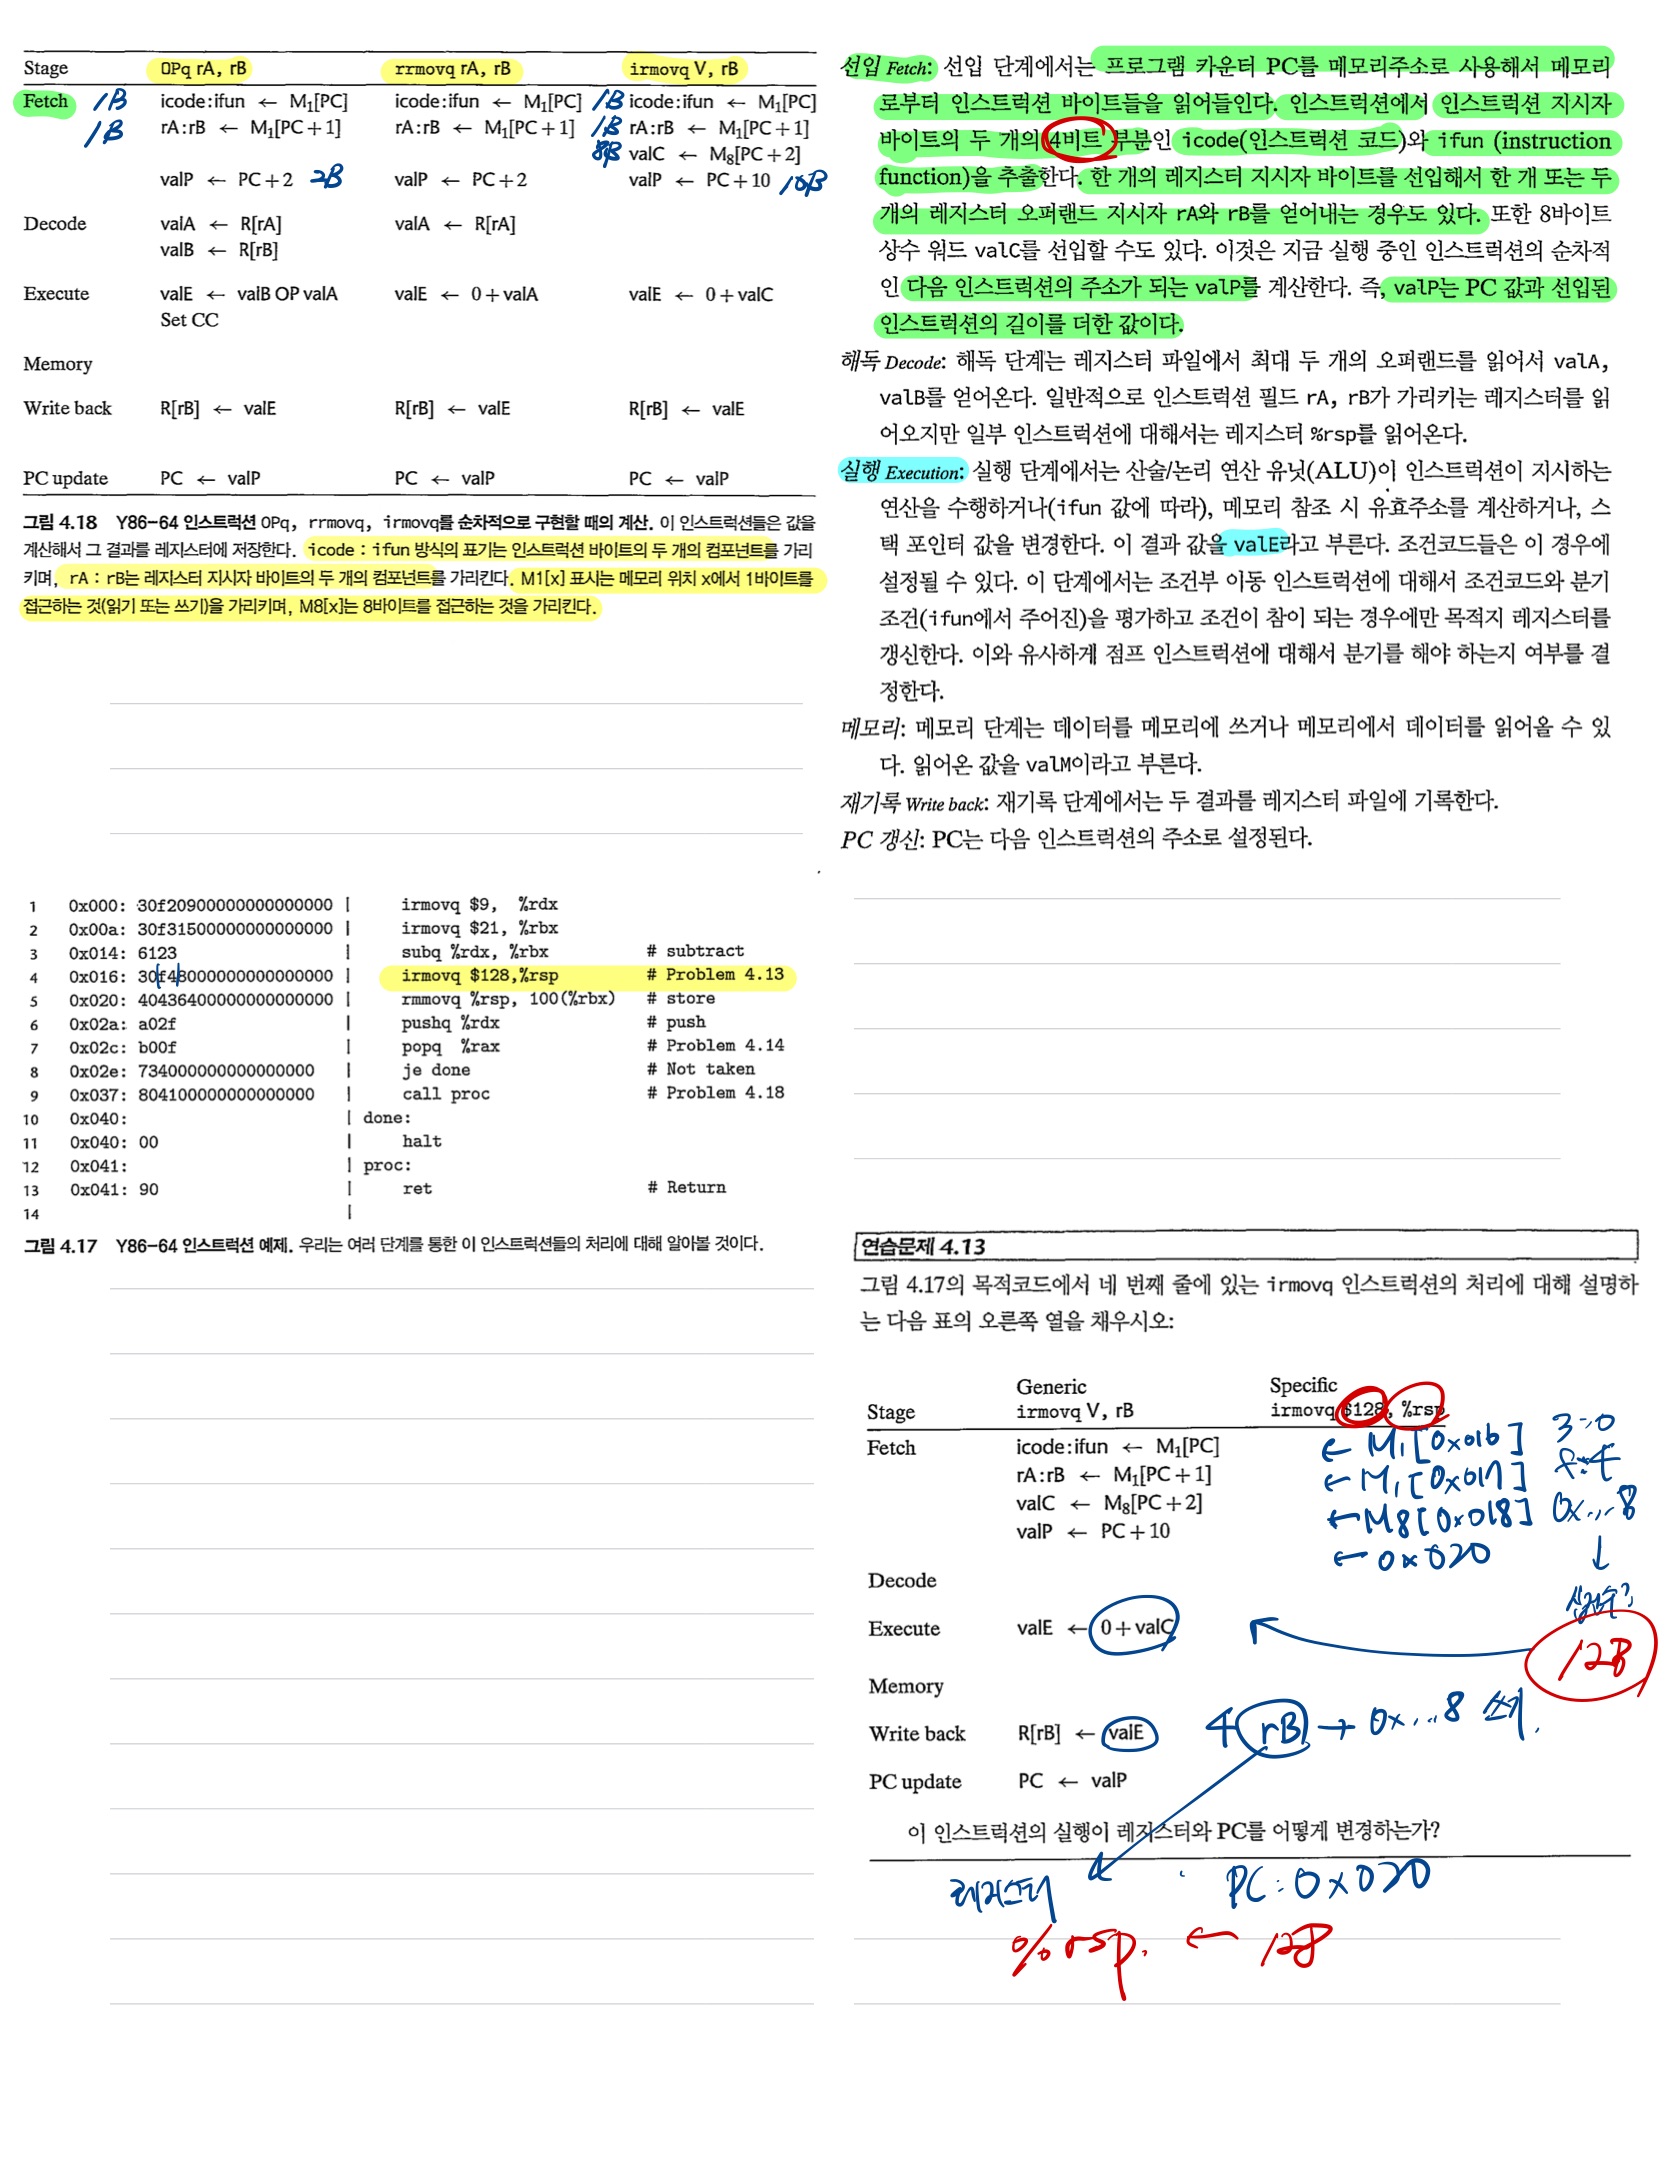 Stage OPq rA, rB rrmovq rA, rB irmovq V, rB
Fetch 1B icode:ifun ← M₁[PC] icode:ifun ← M₁[PC] 1B icode:ifun ← M₁[PC]
1B rA:rB ← M₁[PC+1] rA:rB ← M₁[PC+1] 1B rA:rB ← M₁[PC+1]
8B valC ← M₈[PC+2]
valP ← PC+2 2B valP ← PC+2 valP ← PC+10 10B
Decode valA ← R[rA] valA ← R[rA]
valB ← R[rB]
Execute valE ← valB OP valA valE ← 0+valA valE ← 0+valC
Set CC
Memory
Write back R[rB] ← valE R[rB] ← valE R[rB] ← valE
PC update PC ← valP PC ← valP PC ← valP
그림 4.18 Y86-64 인스트럭션 OPq, rrmovq, irmovq를 순차적으로 구현할 때의 계산. 이 인스트럭션들은 값을
계산해서 그 결과를 레지스터에 저장한다. icode : ifun 방식의 표기는 인스트럭션 바이트의 두 개의 컴포넌트를 가리
키며, rA : rB는 레지스터 지시자 바이트의 두 개의 컴포넌트를 가리킨다. M1[x] 표시는 메모리 위치 x에서 1바이트를
접근하는 것(읽기 또는 쓰기)을 가리키며, M8[x]는 8바이트를 접근하는 것을 가리킨다.
선입 Fetch: 선입 단계에서는 프로그램 카운터 PC를 메모리주소로 사용해서 메모리
로부터 인스트럭션 바이트들을 읽어들인다. 인스트럭션에서 인스트럭션 지시자
바이트의 두 개의 4비트 부분인 icode(인스트럭션 코드)와 ifun (instruction
function)을 추출한다. 한 개의 레지스터 지시자 바이트를 선입해서 한 개 또는 두
개의 레지스터 오퍼랜드 지시자 rA와 rB를 얻어내는 경우도 있다. 또한 8바이트
상수 워드 valC를 선입할 수도 있다. 이것은 지금 실행 중인 인스트럭션의 순차적
인 다음 인스트럭션의 주소가 되는 valP를 계산한다. 즉, valP는 PC 값과 선입된
인스트럭션의 길이를 더한 값이다.
해독 Decode: 해독 단계는 레지스터 파일에서 최대 두 개의 오퍼랜드를 읽어서 valA,
valB를 얻어온다. 일반적으로 인스트럭션 필드 rA, rB가 가리키는 레지스터를 읽
어오지만 일부 인스트럭션에 대해서는 레지스터 %rsp를 읽어온다.
실행 Execution: 실행 단계에서는 산술/논리 연산 유닛(ALU)이 인스트럭션이 지시하는
연산을 수행하거나(ifun 값에 따라), 메모리 참조 시 유효주소를 계산하거나, 스
택 포인터 값을 변경한다. 이 결과 값을 valE라고 부른다. 조건코드들은 이 경우에
설정될 수 있다. 이 단계에서는 조건부 이동 인스트럭션에 대해서 조건코드와 분기
조건(ifun에서 주어진)을 평가하고 조건이 참이 되는 경우에만 목적지 레지스터를
갱신한다. 이와 유사하게 점프 인스트럭션에 대해서 분기를 해야 하는지 여부를 결
정한다.
메모리: 메모리 단계는 데이터를 메모리에 쓰거나 메모리에서 데이터를 읽어올 수 있
다. 읽어온 값을 valM이라고 부른다.
재기록 Write back: 재기록 단계에서는 두 결과를 레지스터 파일에 기록한다.
PC 갱신: PC는 다음 인스트럭션의 주소로 설정된다.
1 0x000: 30f20900000000000000 | irmovq $9, %rdx
2 0x00a: 30f31500000000000000 | irmovq $21, %rbx
3 0x014: 6123 | subq %rdx, %rbx # subtract
4 0x016: 30f48000000000000000 | irmovq $128,%rsp # Problem 4.13
5 0x020: 40436400000000000000 | rmmovq %rsp, 100(%rbx) # store
6 0x02a: a02f | pushq %rdx # push
7 0x02c: b00f | popq %rax # Problem 4.14
8 0x02e: 734000000000000000 | je done # Not taken
9 0x037: 804100000000000000 | call proc # Problem 4.18
10 0x040: | done:
11 0x040: 00 | halt
12 0x041: | proc:
13 0x041: 90 | ret # Return
14 |
그림 4.17 Y86-64 인스트럭션 예제. 우리는 여러 단계를 통한 이 인스트럭션들의 처리에 대해 알아볼 것이다.
연습문제 4.13
그림 4.17의 목적코드에서 네 번째 줄에 있는 irmovq 인스트럭션의 처리에 대해 설명하
는 다음 표의 오른쪽 열을 채우시오:
Generic Specific
Stage irmovq V, rB irmovq $128, %rsp
Fetch icode:ifun ← M₁[PC] ← M₁[0x016] 3:0
rA:rB ← M₁[PC+1] ← M₁[0x017] f:4
valC ← M₈[PC+2] ← M8[0x018] 0x...8
valP ← PC+10 ← 0x020 ↓
Decode
Execute valE ← 0+valC 128
Memory
Write back R[rB] ← valE 4 rB → 0x...8 쓰기.
PC update PC ← valP
이 인스트럭션의 실행이 레지스터와 PC를 어떻게 변경하는가?
레지스터 PC: 0x020
%rsp. ← 128